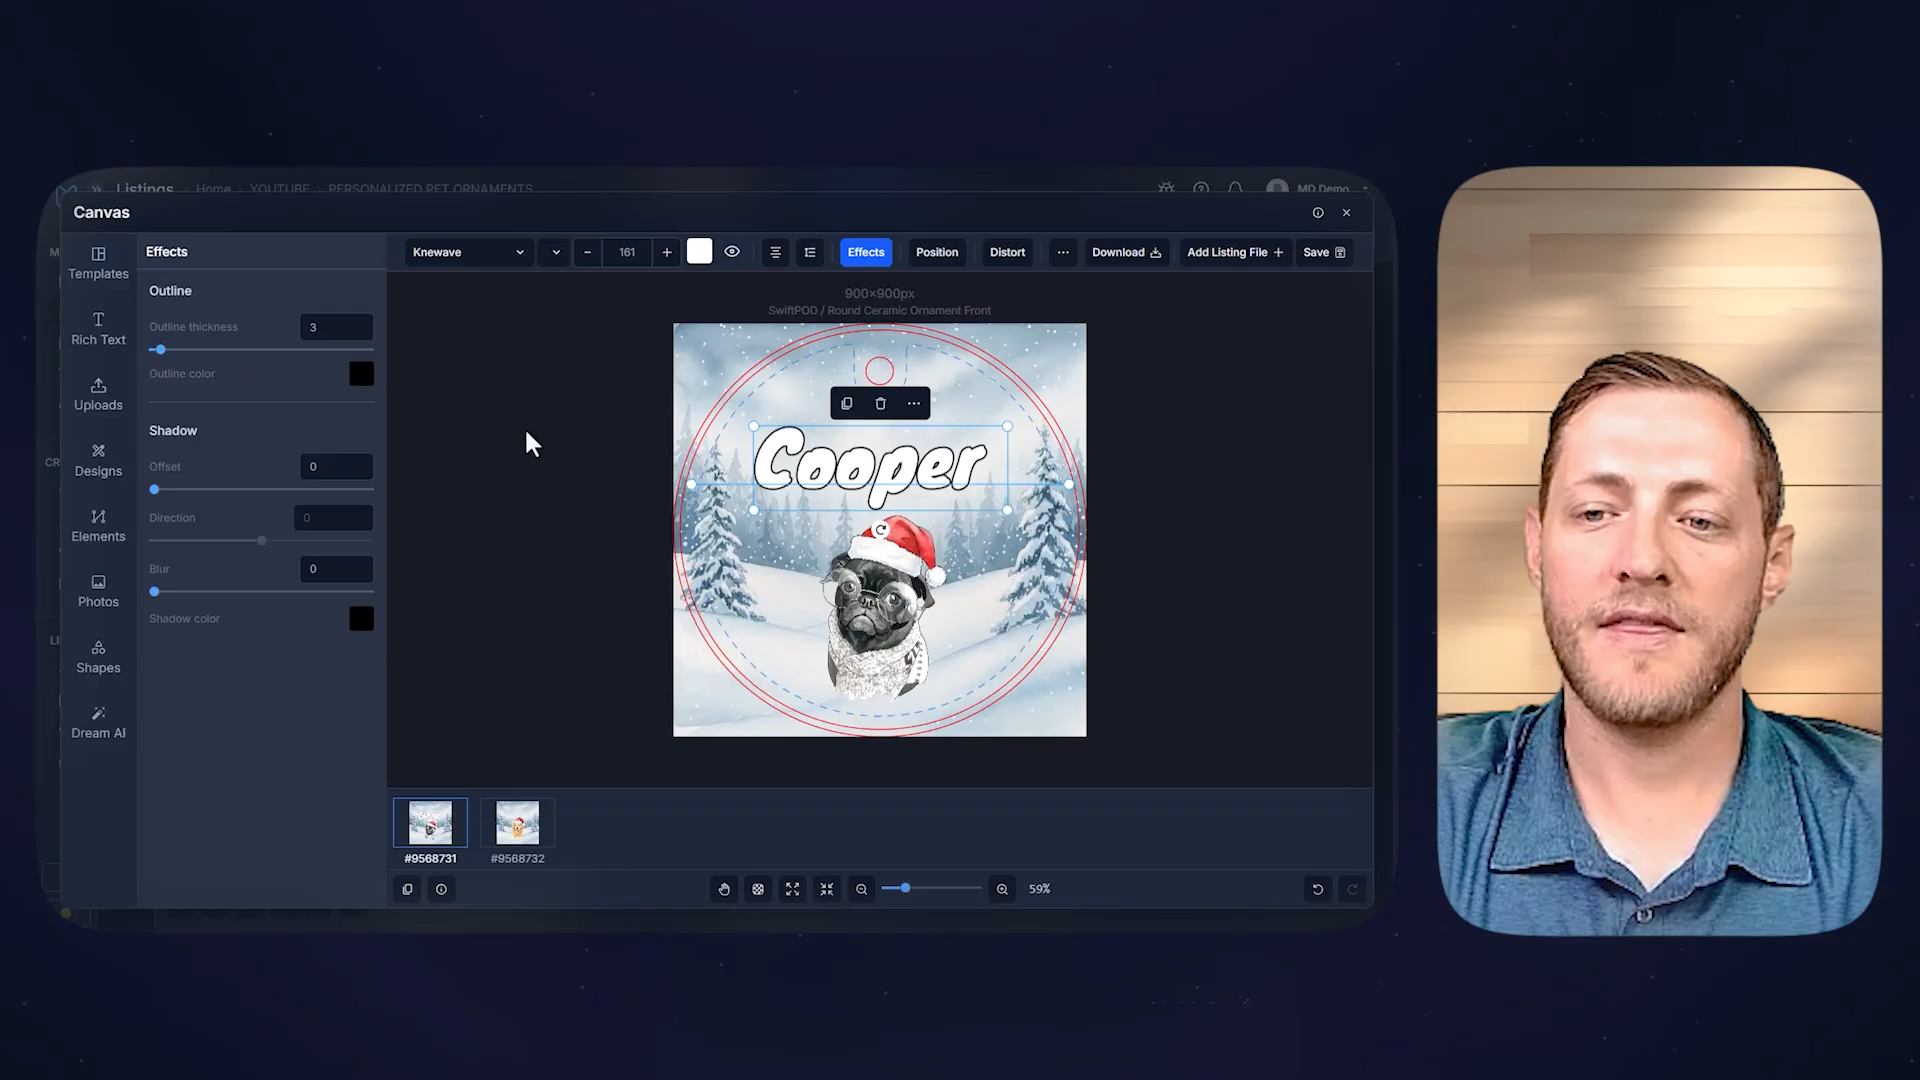 Listings Home YOUTUBE PERSONALIZED PET ORNAMENTS
MD Demo
Canvas
Templates
Rich Text
Uploads
Designs
Elements
Photos
Shapes
Dream AI
Effects
Outline
Outline thickness 3
Outline color
Shadow
Offset 0
Direction 0
Blur 0
Shadow color
Knewave
161
Effects
Position
Distort
Download
Add Listing File
Save
900×900px
SwiftPOD / Round Ceramic Ornament Front
Cooper
#9568731
#9568732
59%